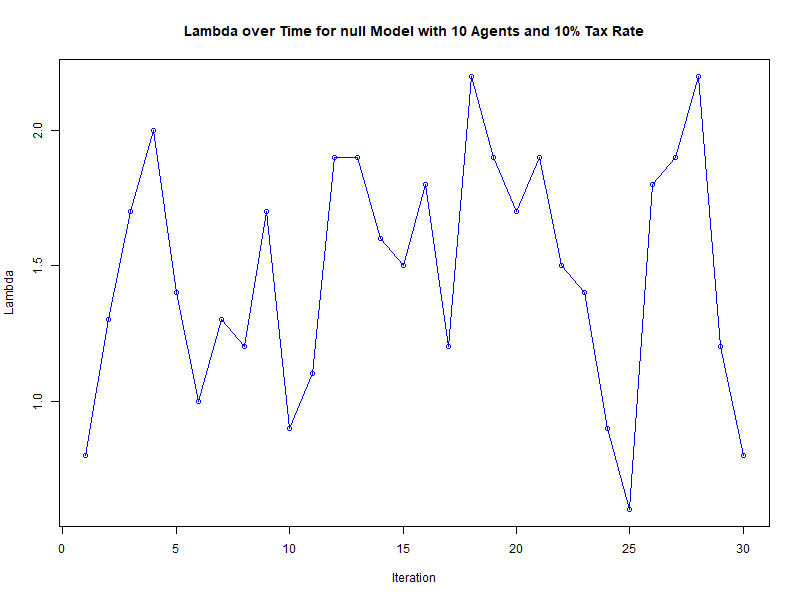 Lambda over Time for null Model with 10 Agents and 10% Tax Rate
2.0
1.5
1.0
Lambda
0 5 10 15 20 25 30
Iteration